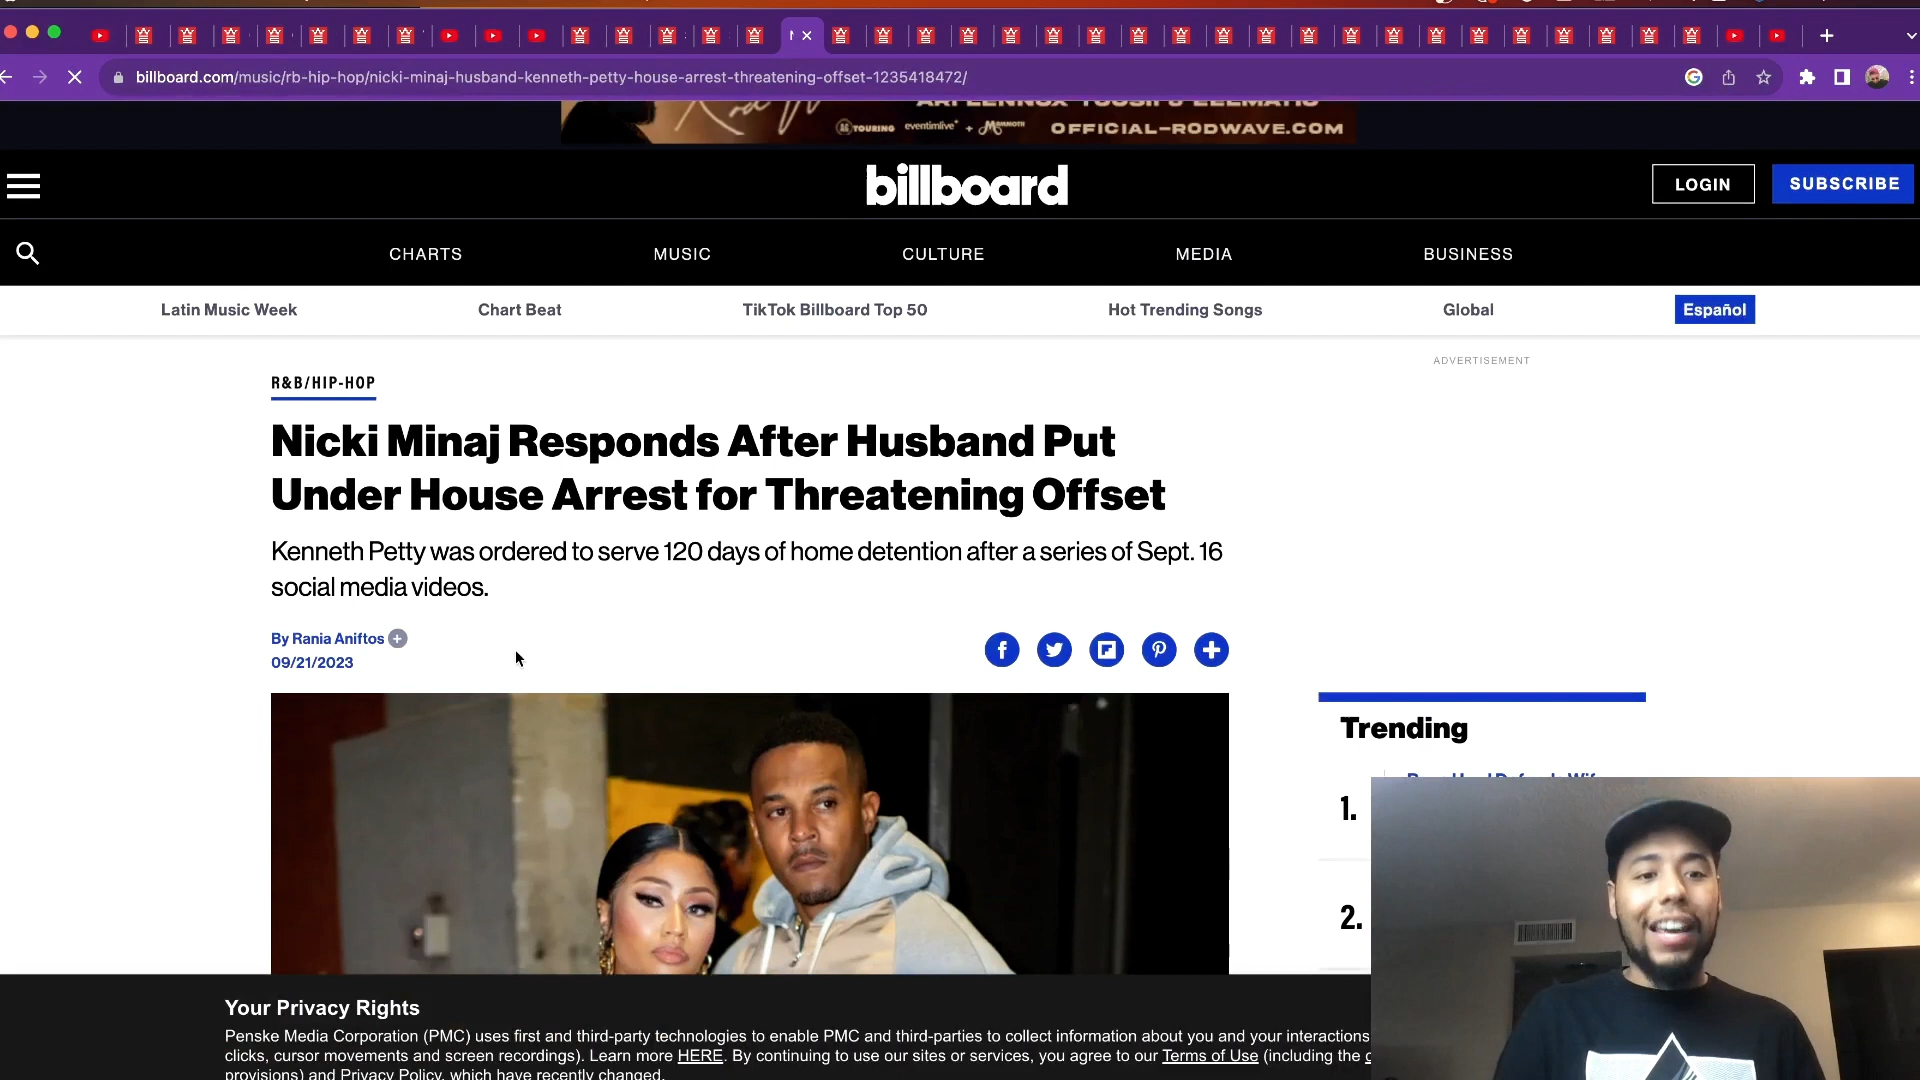 billboard.com/music/rb-hip-hop/nicki-minaj-husband-kenneth-petty-house-arrest-threatening-offset-1235418472/
ARI LENNOX TOOSII & EELMATIC
TOURING eventimlive + MAMMOTH OFFICIAL-RODWAVE.COM
billboard
LOGIN
SUBSCRIBE
CHARTS
MUSIC
CULTURE
MEDIA
BUSINESS
Latin Music Week
Chart Beat
TikTok Billboard Top 50
Hot Trending Songs
Global
Español
ADVERTISEMENT
R&B/HIP-HOP
Nicki Minaj Responds After Husband Put
Under House Arrest for Threatening Offset
Kenneth Petty was ordered to serve 120 days of home detention after a series of Sept. 16
social media videos.
By Rania Aniftos
09/21/2023
Trending
1.
2.
Your Privacy Rights
Penske Media Corporation (PMC) uses first and third-party technologies to enable PMC and third-parties to collect information about you and your interactions
clicks, cursor movements and screen recordings). Learn more HERE. By continuing to use our sites or services, you agree to our Terms of Use (including the c
provisions) and Privacy Policy, which have recently changed.